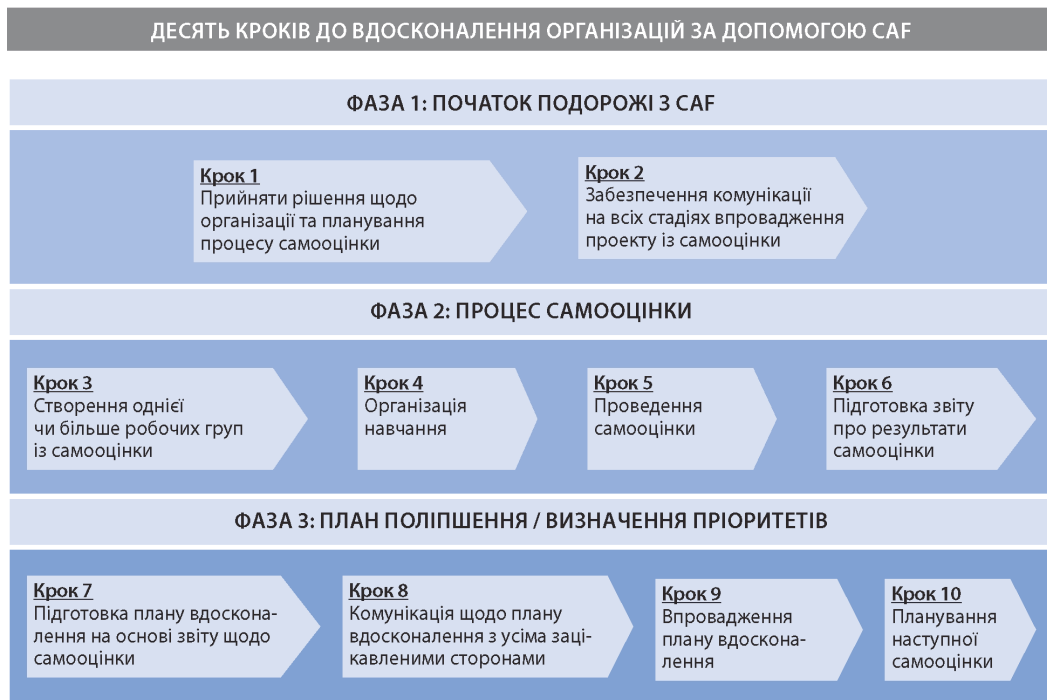 ДЕСЯТЬ КРОКІВ ДО ВДОСКОНАЛЕННЯ ОРГАНІЗАЦІЙ ЗА ДОПОМОГОЮ CAF
ФАЗА 1: ПОЧАТОК ПОДОРОЖІ З CAF
Крок 1
Прийняти рішення щодо
організації та планування
процесу самооцінки
Крок 2
Забезпечення комунікації
на всіх стадіях впровадження
проекту із самооцінки
ФАЗА 2: ПРОЦЕС САМООЦІНКИ
Крок 3
Створення однієї
чи більше робочих груп
із самооцінки
Крок 4
Організація
навчання
Крок 5
Проведення
самооцінки
Крок 6
Підготовка звіту
про результати
самооцінки
ФАЗА 3: ПЛАН ПОЛІПШЕННЯ / ВИЗНАЧЕННЯ ПРІОРИТЕТІВ
Крок 7
Підготовка плану вдоскона-
лення на основі звіту щодо
самооцінки
Крок 8
Комунікація щодо плану
вдосконалення з усіма заці-
кавленими сторонами
Крок 9
Впровадження
плану вдоскона-
лення
Крок 10
Планування
наступної
самооцінки